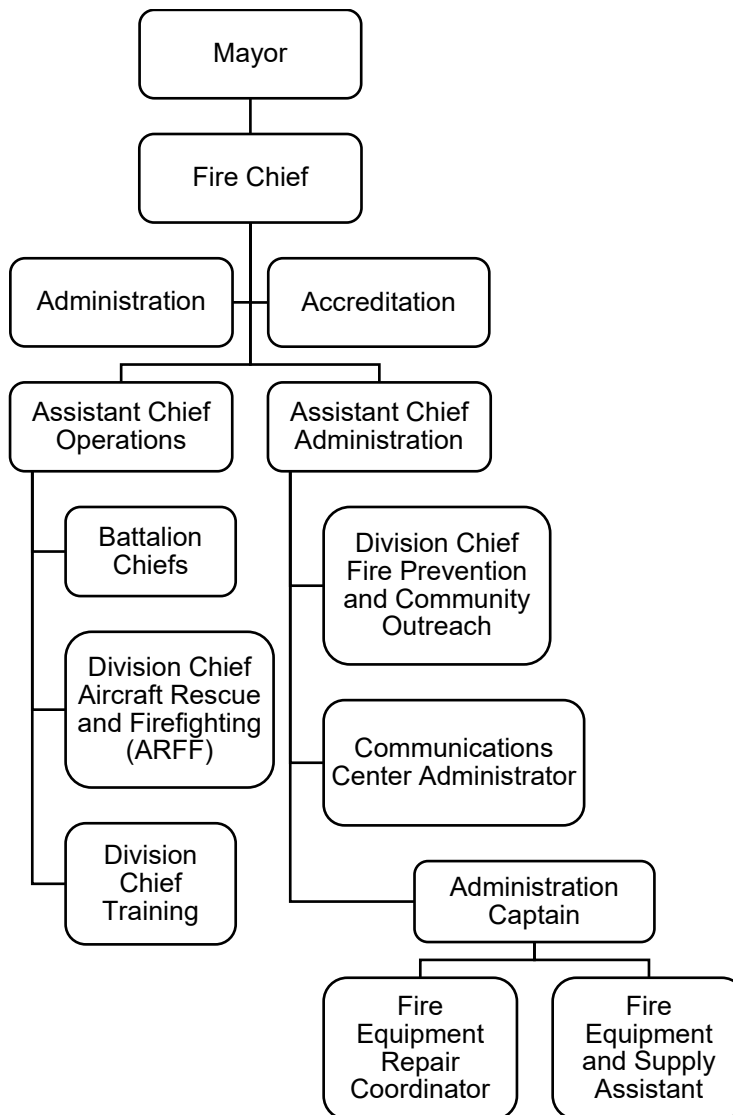 Mayor
Fire Chief
Administration
Accreditation
Assistant Chief
Operations
Assistant Chief
Administration
Battalion
Chiefs
Division Chief
Aircraft Rescue
and Firefighting
(ARFF)
Division
Chief
Training
Division Chief
Fire Prevention
and Community
Outreach
Communications
Center Administrator
Administration
Captain
Fire
Equipment
Repair
Coordinator
Fire
Equipment
and Supply
Assistant